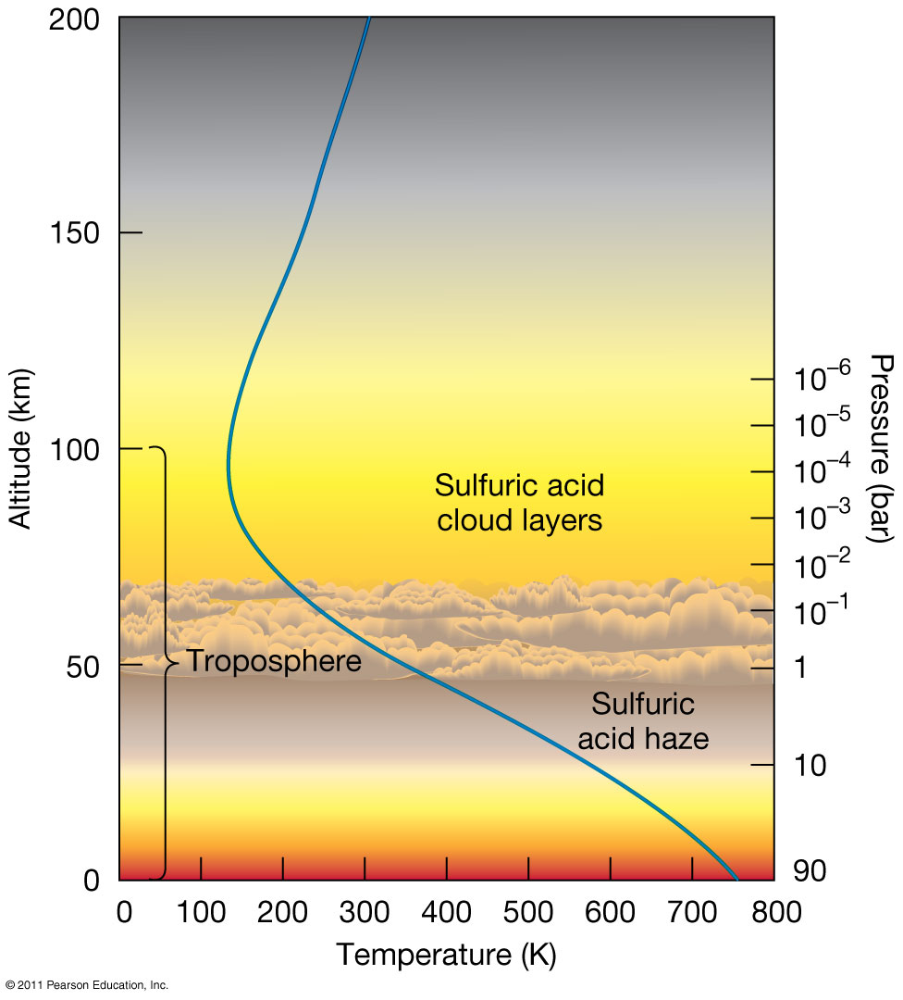 200
150
100
50
0
Altitude (km)
Sulfuric acid
cloud layers
Troposphere
Sulfuric
acid haze
10⁻⁶
10⁻⁵
10⁻⁴
10⁻³
10⁻²
10⁻¹
1
10
90
Pressure (bar)
0 100 200 300 400 500 600 700 800
Temperature (K)
© 2011 Pearson Education, Inc.